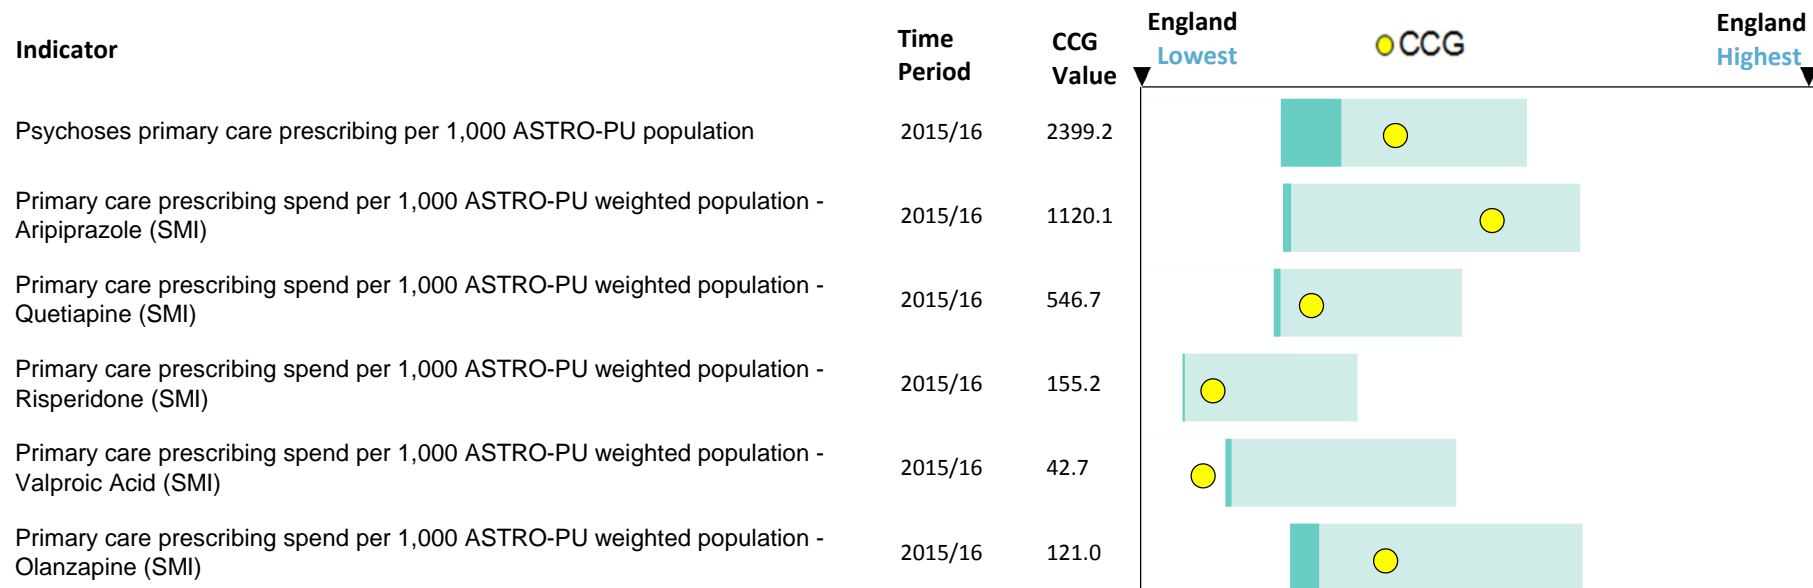 Indicator
Time
Period
CCG
Value
England
Lowest
CCG
England
Highest
Psychoses primary care prescribing per 1,000 ASTRO-PU population
2015/16
2399.2
Primary care prescribing spend per 1,000 ASTRO-PU weighted population -
Aripiprazole (SMI)
2015/16
1120.1
Primary care prescribing spend per 1,000 ASTRO-PU weighted population -
Quetiapine (SMI)
2015/16
546.7
Primary care prescribing spend per 1,000 ASTRO-PU weighted population -
Risperidone (SMI)
2015/16
155.2
Primary care prescribing spend per 1,000 ASTRO-PU weighted population -
Valproic Acid (SMI)
2015/16
42.7
Primary care prescribing spend per 1,000 ASTRO-PU weighted population -
Olanzapine (SMI)
2015/16
121.0